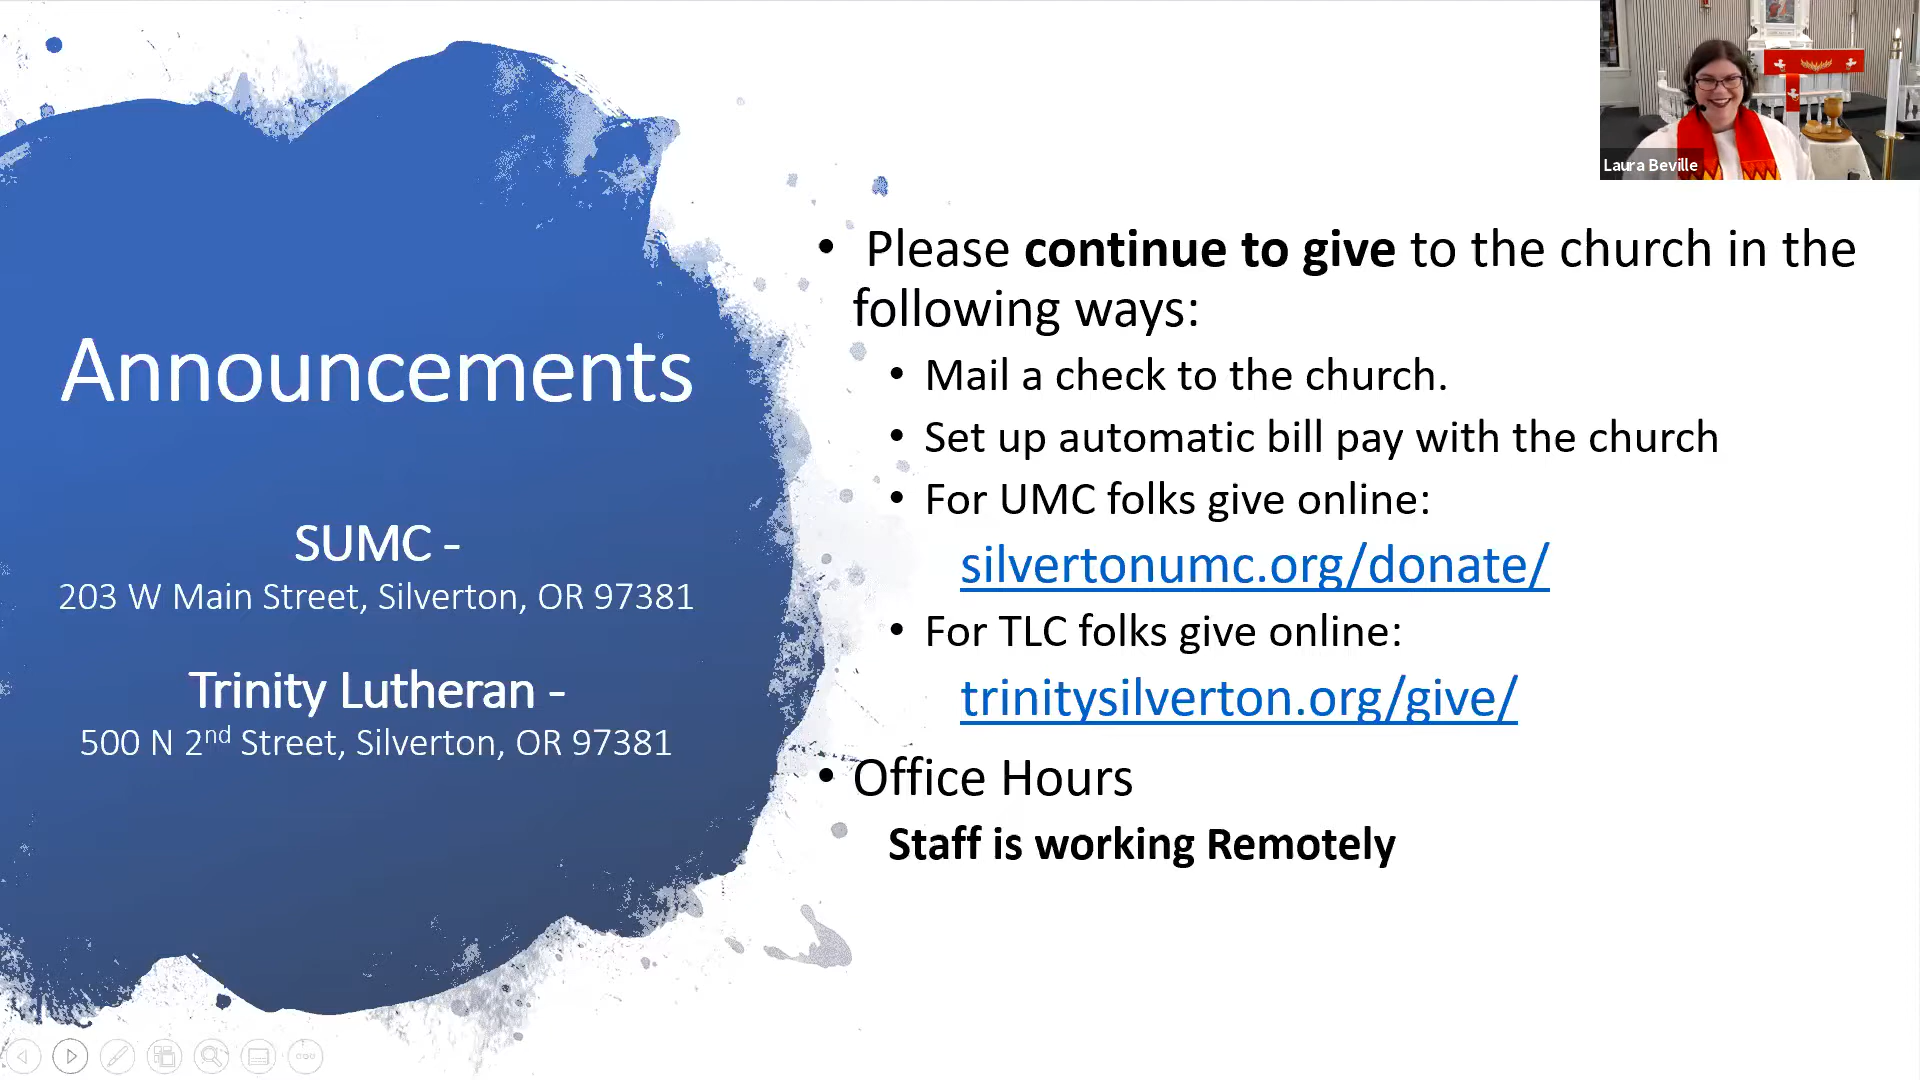 Announcements
SUMC -
203 W Main Street, Silverton, OR 97381
Trinity Lutheran -
500 N 2nd Street, Silverton, OR 97381
• Please continue to give to the church in the
following ways:
• Mail a check to the church.
• Set up automatic bill pay with the church
• For UMC folks give online:
silvertonumc.org/donate/
• For TLC folks give online:
trinitysilverton.org/give/
• Office Hours
Staff is working Remotely
Laura Beville